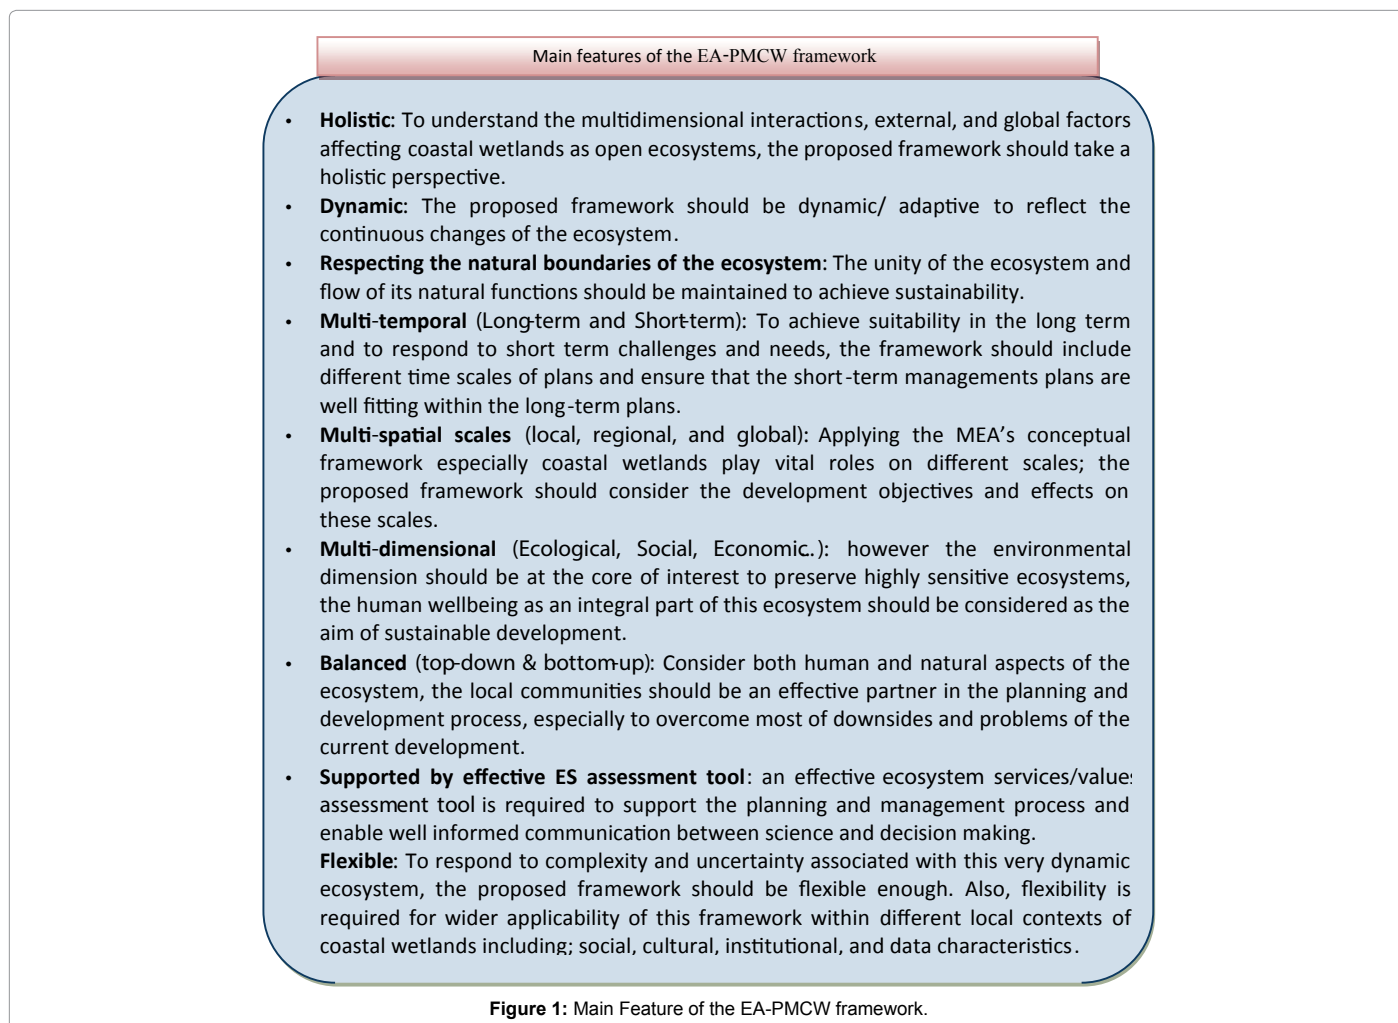 Main features of the EA-PMCW framework
• Holistic: To understand the multidimensional interactions, external, and global factors
affecting coastal wetlands as open ecosystems, the proposed framework should take a
holistic perspective.
• Dynamic: The proposed framework should be dynamic/ adaptive to reflect the
continuous changes of the ecosystem.
• Respecting the natural boundaries of the ecosystem: The unity of the ecosystem and
flow of its natural functions should be maintained to achieve sustainability.
• Multi-temporal (Long-term and Short-term): To achieve suitability in the long term
and to respond to short term challenges and needs, the framework should include
different time scales of plans and ensure that the short-term managements plans are
well fitting within the long-term plans.
• Multi-spatial scales (local, regional, and global): Applying the MEA's conceptual
framework especially coastal wetlands play vital roles on different scales; the
proposed framework should consider the development objectives and effects on
these scales.
• Multi-dimensional (Ecological, Social, Economic..): however the environmental
dimension should be at the core of interest to preserve highly sensitive ecosystems,
the human wellbeing as an integral part of this ecosystem should be considered as the
aim of sustainable development.
• Balanced (top-down & bottom-up): Consider both human and natural aspects of the
ecosystem, the local communities should be an effective partner in the planning and
development process, especially to overcome most of downsides and problems of the
current development.
• Supported by effective ES assessment tool: an effective ecosystem services/values
assessment tool is required to support the planning and management process and
enable well informed communication between science and decision making.
Flexible: To respond to complexity and uncertainty associated with this very dynamic
ecosystem, the proposed framework should be flexible enough. Also, flexibility is
required for wider applicability of this framework within different local contexts of
coastal wetlands including; social, cultural, institutional, and data characteristics.
Figure 1: Main Feature of the EA-PMCW framework.